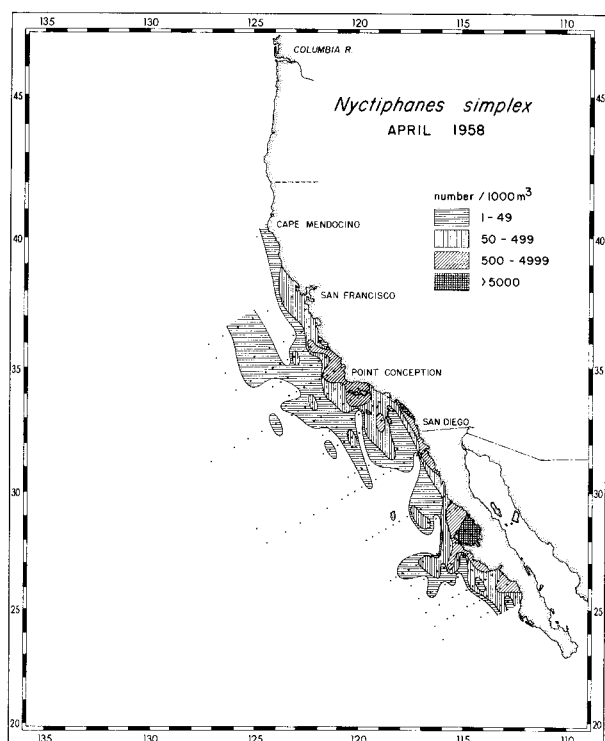 135 130 125 120 115 110
COLUMBIA R.
45 45
Nyctiphanes simplex
APRIL 1958
number / 1000m³
1 - 49
50 - 499
500 - 4999
>5000
CAPE MENDOCINO
40 40
SAN FRANCISCO
35 35
POINT CONCEPTION
SAN DIEGO
30 30
25 25
20 20
135 130 125 120 115 110